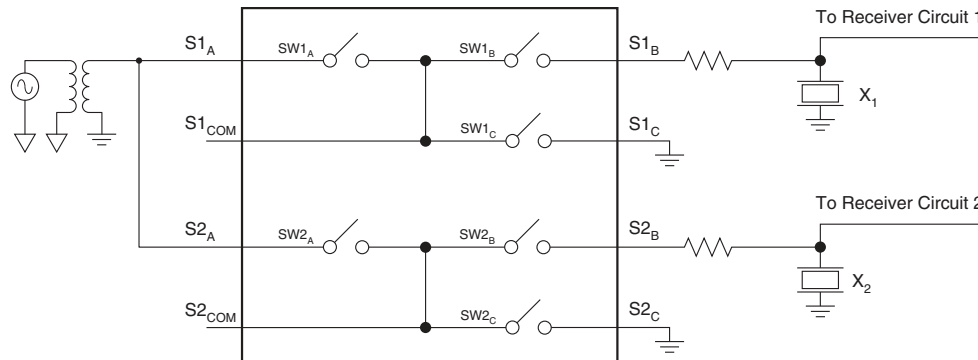 To Receiver Circuit 1
S1A
SW1A
SW1B
S1B
X1
S1COM
SW1C
S1C
To Receiver Circuit 2
S2A
SW2A
SW2B
S2B
X2
S2COM
SW2C
S2C